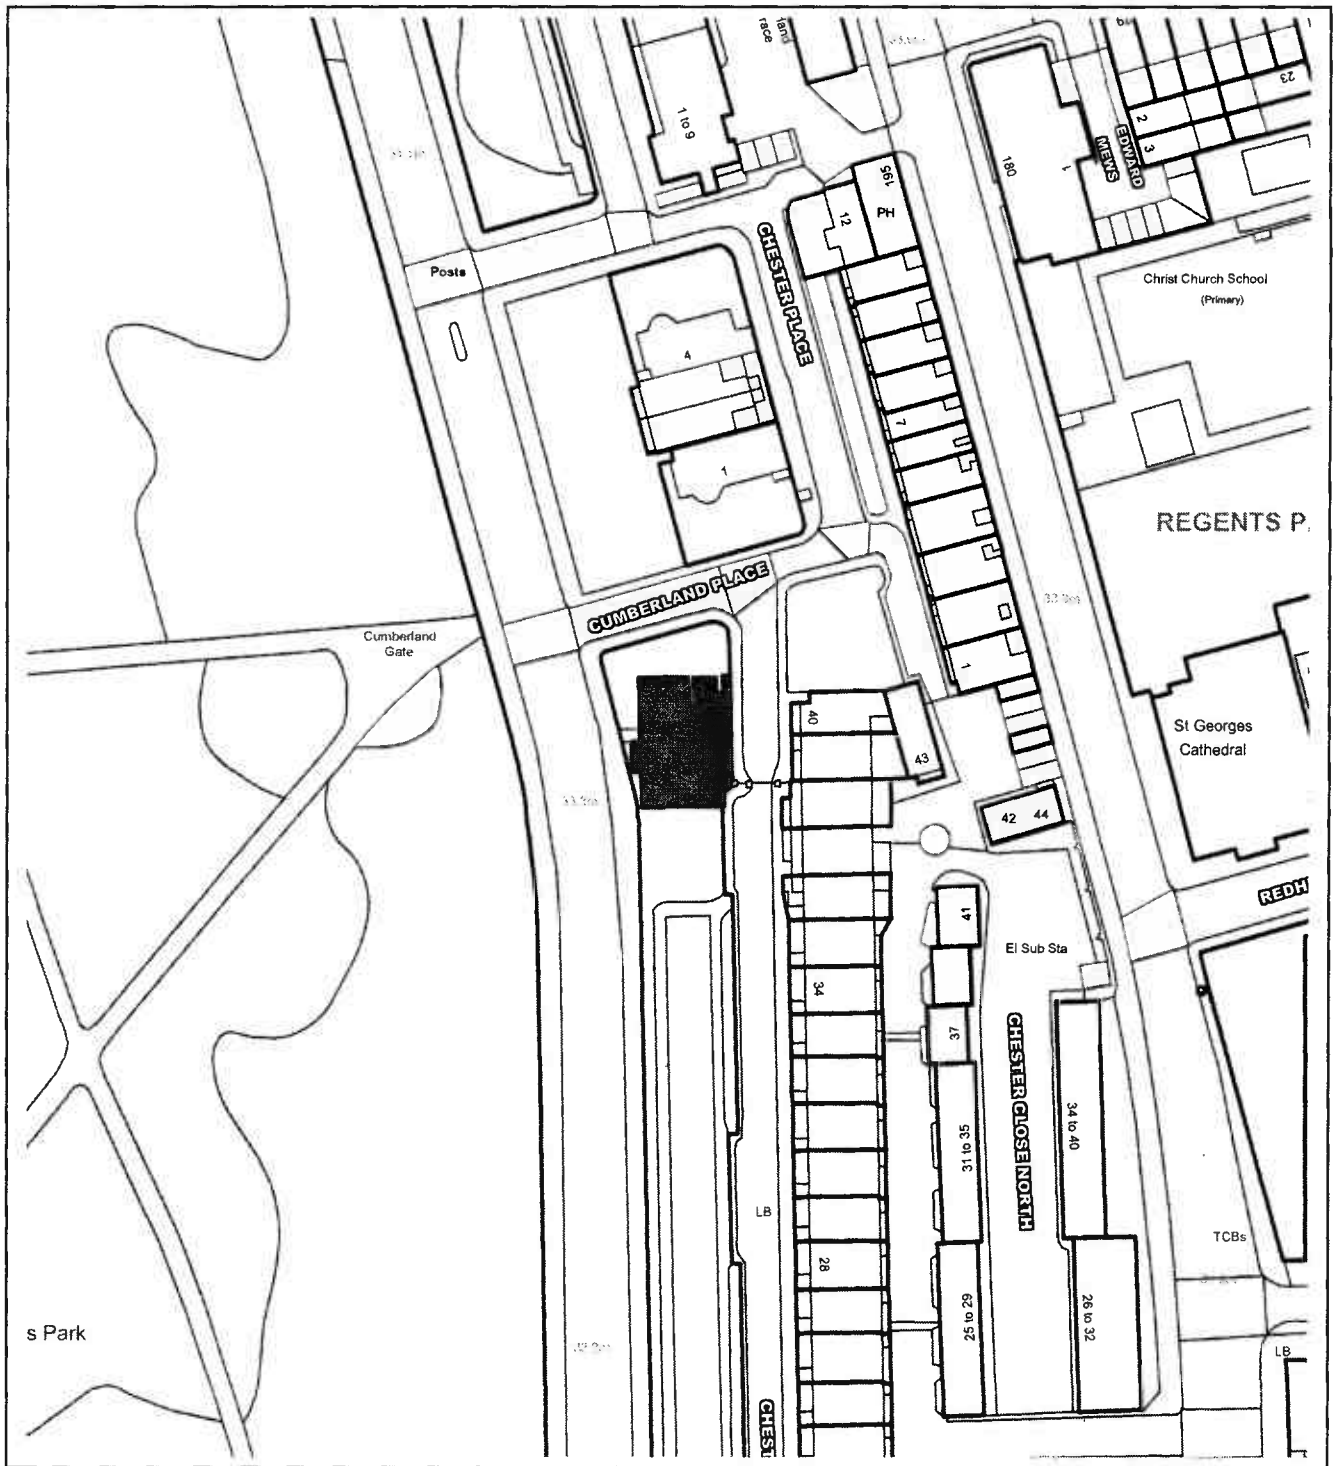 land
race
23
1 to 9
2
3
EDWARD
MEWS
180
1
195
PH
12
CHESTER PLACE
Posts
Christ Church School
(Primary)
4
7
1
REGENTS P
CUMBERLAND PLACE
Cumberland
Gate
1
40
43
St Georges
Cathedral
42 44
REDH
41
El Sub Sta
34
37
CHESTER CLOSE NORTH
34 to 40
31 to 35
LB
TCBs
28
25 to 29
26 to 32
s Park
LB
CHES